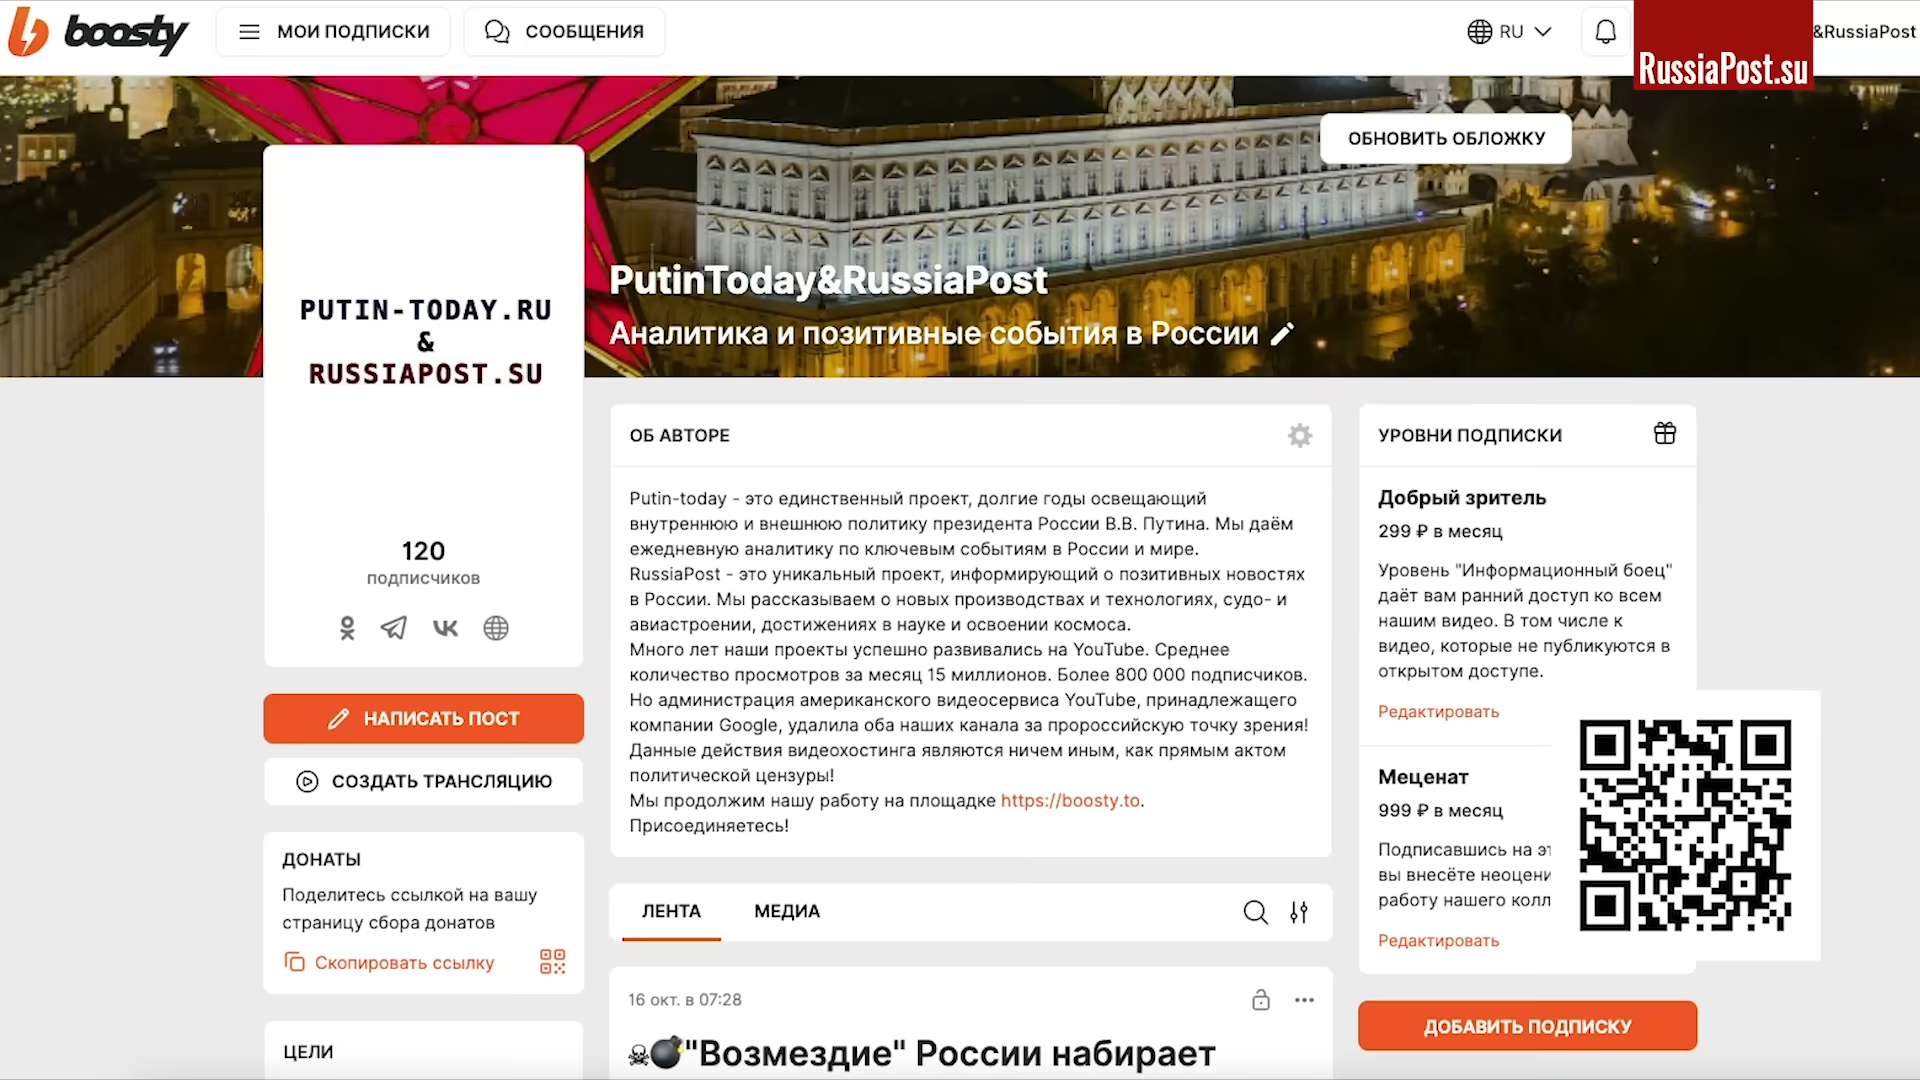 boosty
МОИ ПОДПИСКИ
СООБЩЕНИЯ
RU
&RussiaPost
RussiaPost.su
ОБНОВИТЬ ОБЛОЖКУ
PutinToday&RussiaPost
Аналитика и позитивные события в России
PUTIN-TODAY.RU
&
RUSSIAPOST.SU
120
подписчиков
НАПИСАТЬ ПОСТ
СОЗДАТЬ ТРАНСЛЯЦИЮ
ДОНАТЫ
Поделитесь ссылкой на вашу
страницу сбора донатов
Скопировать ссылку
ЦЕЛИ
ОБ АВТОРЕ
Putin-today - это единственный проект, долгие годы освещающий
внутреннюю и внешнюю политику президента России В.В. Путина. Мы даём
ежедневную аналитику по ключевым событиям в России и мире.
RussiaPost - это уникальный проект, информирующий о позитивных новостях
в России. Мы рассказываем о новых производствах и технологиях, судо- и
авиастроении, достижениях в науке и освоении космоса.
Много лет наши проекты успешно развивались на YouTube. Среднее
количество просмотров за месяц 15 миллионов. Более 800 000 подписчиков.
Но администрация американского видеосервиса YouTube, принадлежащего
компании Google, удалила оба наших канала за пророссийскую точку зрения!
Данные действия видеохостинга являются ничем иным, как прямым актом
политической цензуры!
Мы продолжим нашу работу на площадке https://boosty.to.
Присоединяетесь!
ЛЕНТА
МЕДИА
16 окт. в 07:28
"Возмездие" России набирает
УРОВНИ ПОДПИСКИ
Добрый зритель
299 ₽ в месяц
Уровень "Информационный боец"
даёт вам ранний доступ ко всем
нашим видео. В том числе к
видео, которые не публикуются в
открытом доступе.
Редактировать
Меценат
999 ₽ в месяц
Подписавшись на эт
вы внесёте неоцени
работу нашего колл
Редактировать
ДОБАВИТЬ ПОДПИСКУ